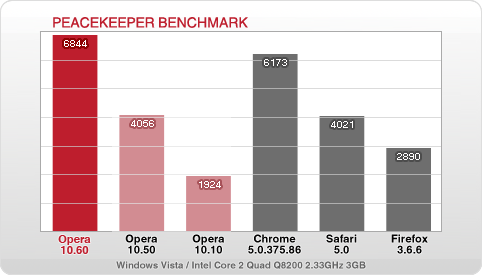 PEACEKEEPER BENCHMARK
6844
4056
1924
6173
4021
2890
Opera Opera Opera Chrome Safari Firefox
10.60 10.50 10.10 5.0.375.86 5.0 3.6.6
Windows Vista / Intel Core 2 Quad Q8200 2.33GHz 3GB